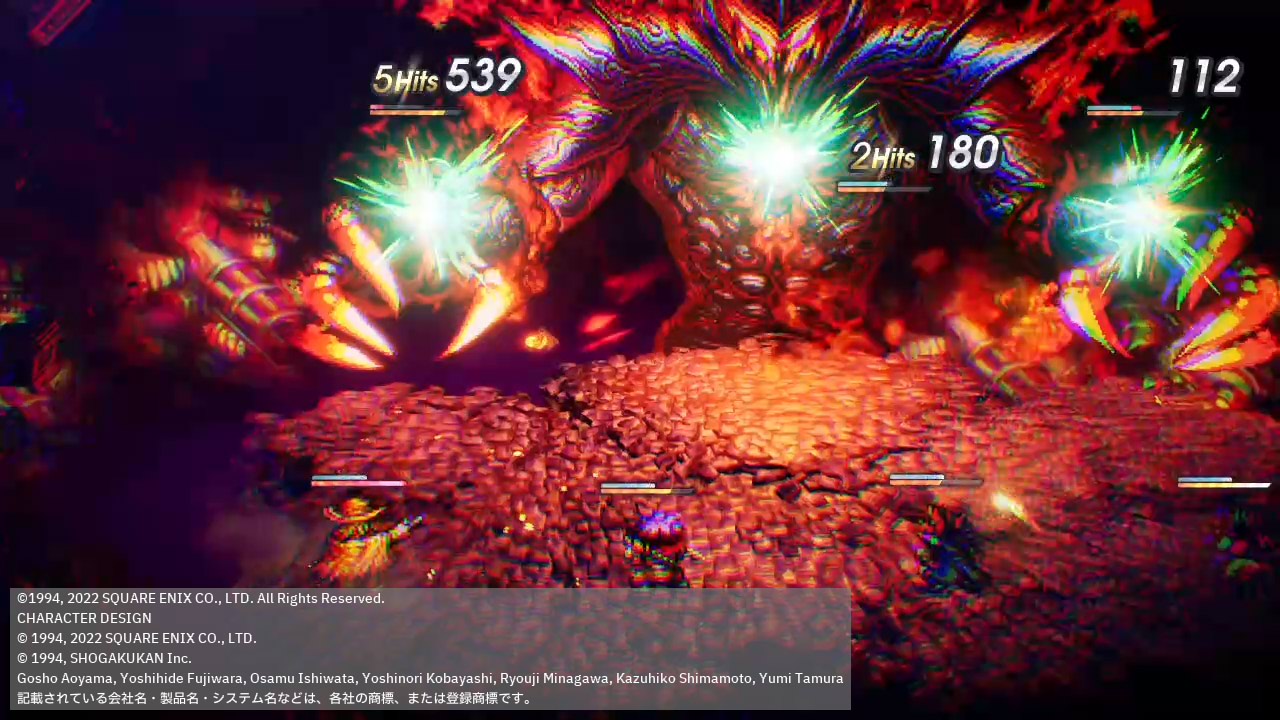 5Hits 539
112
2Hits 180
©1994, 2022 SQUARE ENIX CO., LTD. All Rights Reserved.
CHARACTER DESIGN
© 1994, 2022 SQUARE ENIX CO., LTD.
© 1994, SHOGAKUKAN Inc.
Gosho Aoyama, Yoshihide Fujiwara, Osamu Ishiwata, Yoshinori Kobayashi, Ryouji Minagawa, Kazuhiko Shimamoto, Yumi Tamura
記載されている会社名・製品名・システム名などは、各社の商標、または登録商標です。